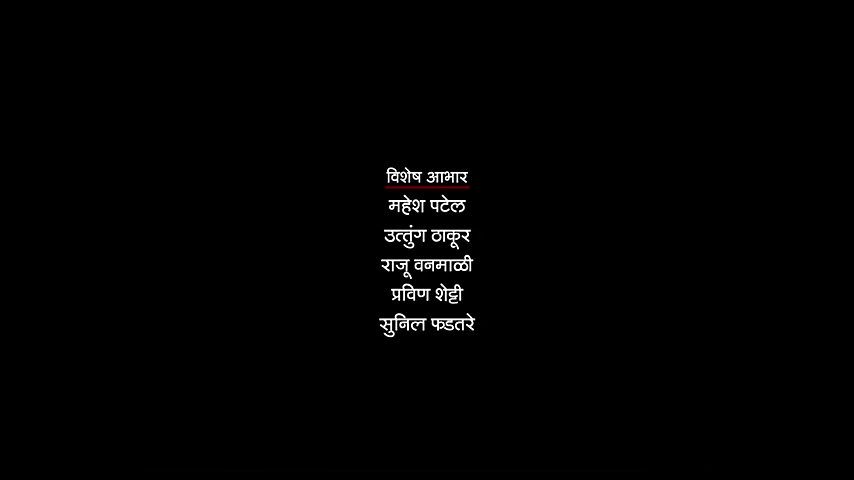 विशेष आभार
महेश पटेल
उत्तुंग ठाकूर
राजू वनमाळी
प्रविण शेट्टी
सुनिल फडतरे